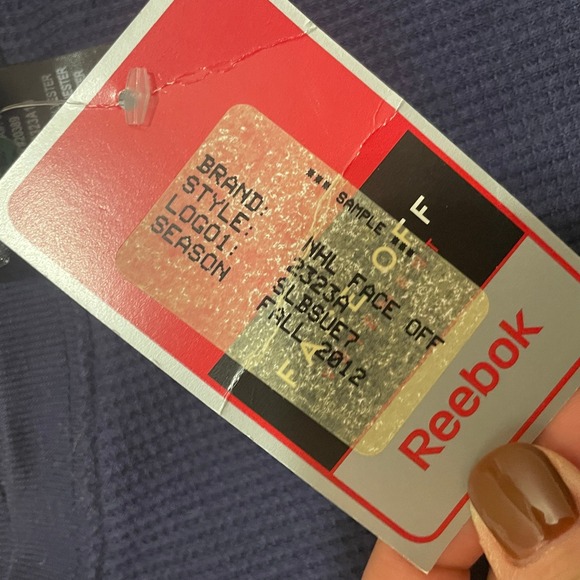 *** SAMPLE ***
BRAND: NHL FACE OFF
STYLE: 2323A
LOGO1: SLBSUE7
SEASON FALL 2012
FACE OFF
Reebok